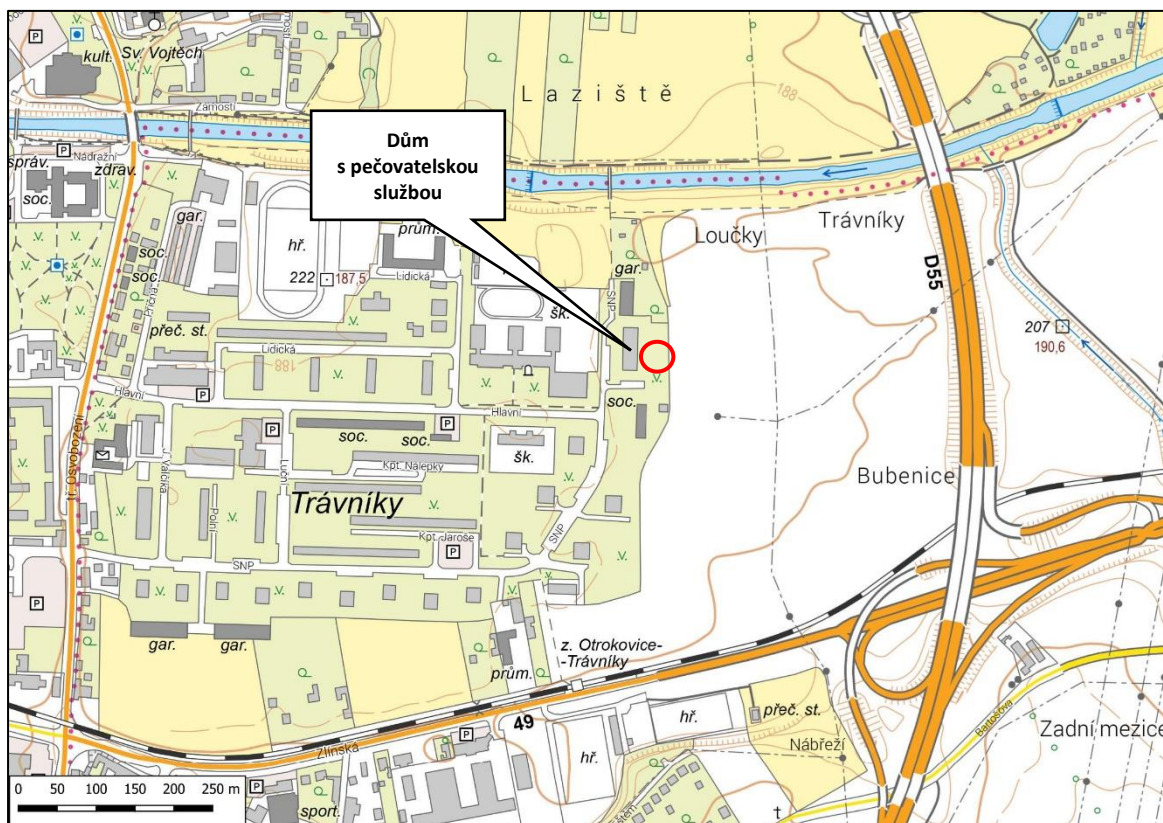 P
kult.
Sv. Vojtěch
Zámostí
Laziště
188
Nádražní
P
správ.
zdrav.
soc.
Dům
s pečovatelskou
službou
gar.
hř.
prům.
222
187,5
Lidická
soc.
soc.
přeč. st.
Lidická
188
šk.
gar.
SNP
Loučky
Trávníky
D55
207
190,6
Hlavní
P
Hlavní
soc.
P
soc.
soc.
P
šk.
tř. Osvobození
J. Valčíka
Luční
Kpt. Nálepky
Polní
Trávníky
Bubenice
Kpt. Jaroše
P
SNP
SNP
P
gar.
gar.
prům.
z. Otrokovice-
-Trávníky
49
Zlínská
P
hř.
hř.
přeč. st.
Nábřeží
Bartošova
Zadní mezice
0 50 100 150 200 250 m
P
sport.
t